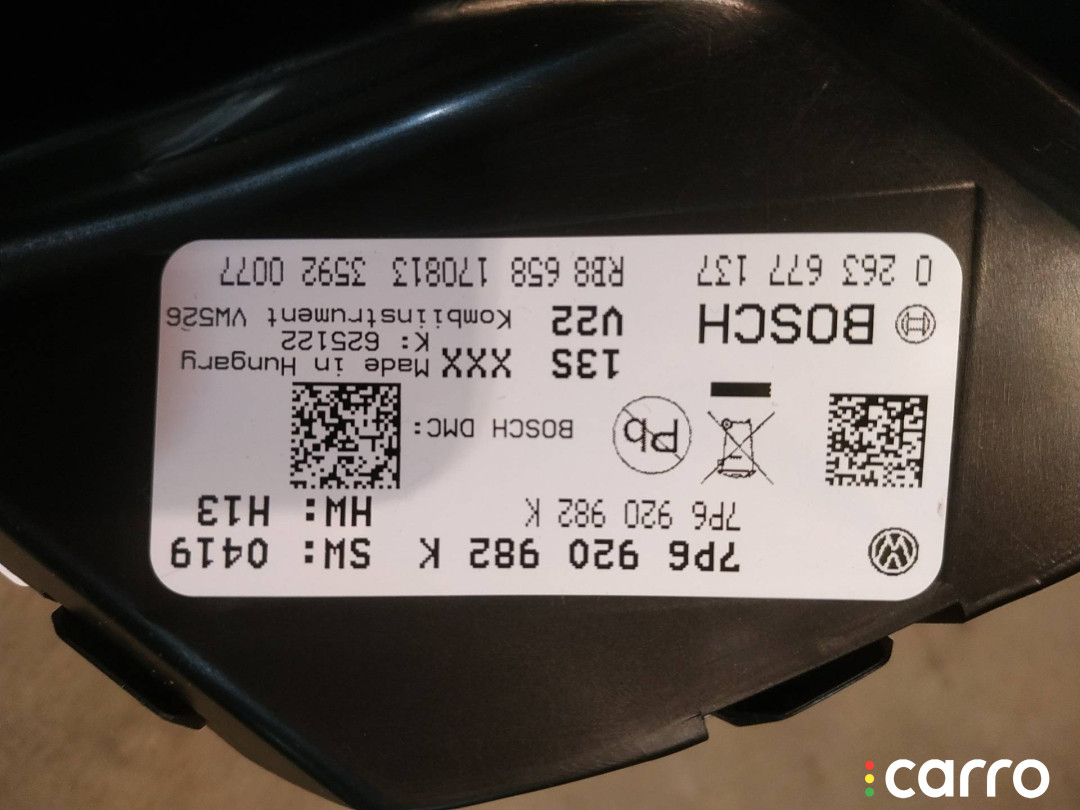 7P6 920 982 K SW: 0419
7P6 920 982 K HW: H13
Pb BOSCH DMC:
13S XXX Made in Hungary
K: 625122
BOSCH V22 Kombiinstrument VW526
0 263 677 137 RB8 658 170813 3592 0077
carro